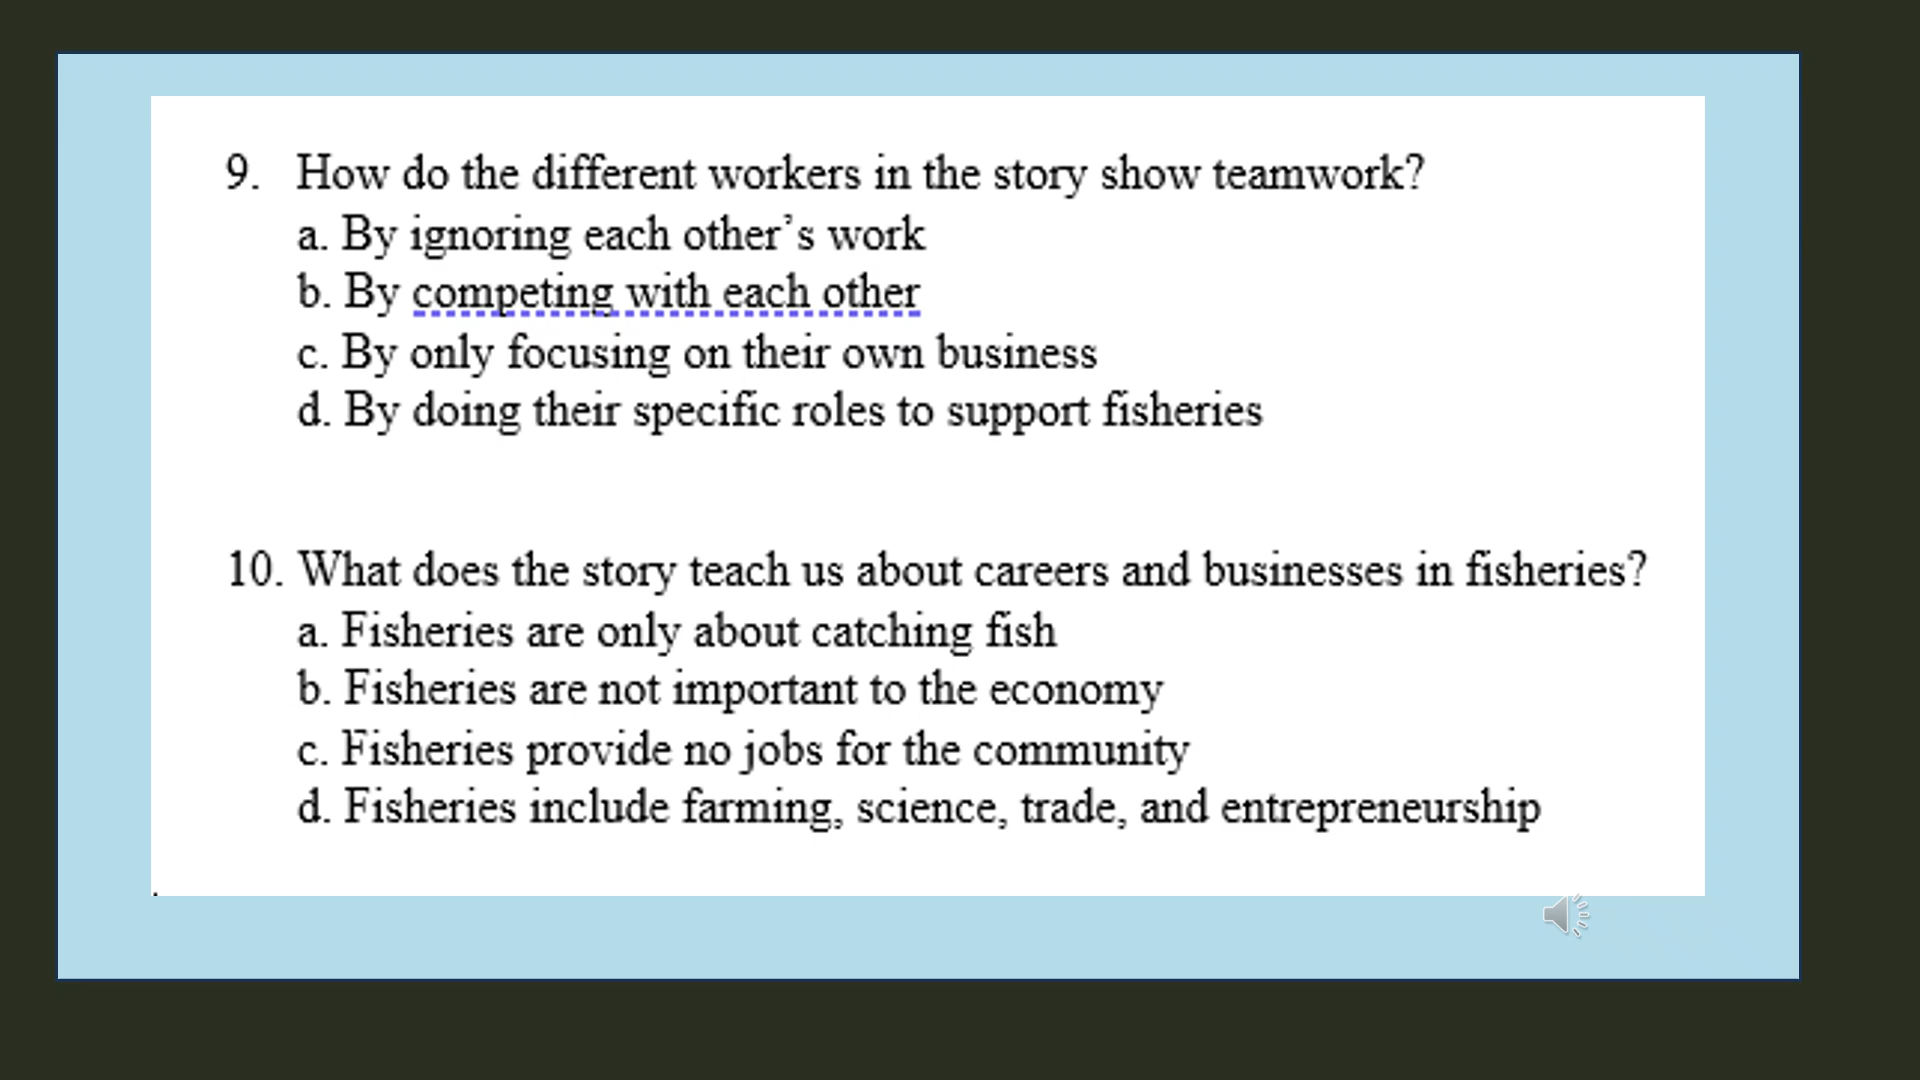 9. How do the different workers in the story show teamwork?
a. By ignoring each other’s work
b. By competing with each other
c. By only focusing on their own business
d. By doing their specific roles to support fisheries
10. What does the story teach us about careers and businesses in fisheries?
a. Fisheries are only about catching fish
b. Fisheries are not important to the economy
c. Fisheries provide no jobs for the community
d. Fisheries include farming, science, trade, and entrepreneurship
.